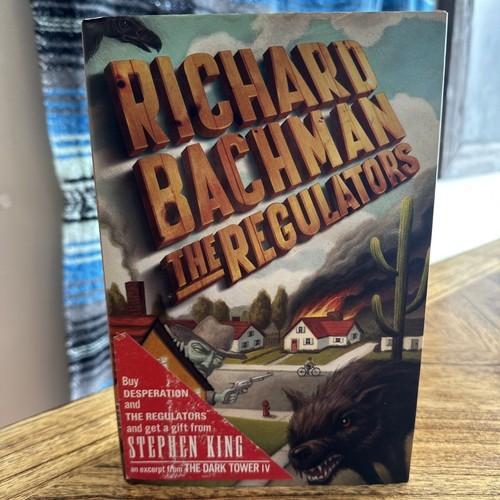 RICHARD
BACHMAN
THE REGULATORS
Buy
DESPERATION
and
THE REGULATORS
and get a gift from
STEPHEN KING
an excerpt from THE DARK TOWER IV